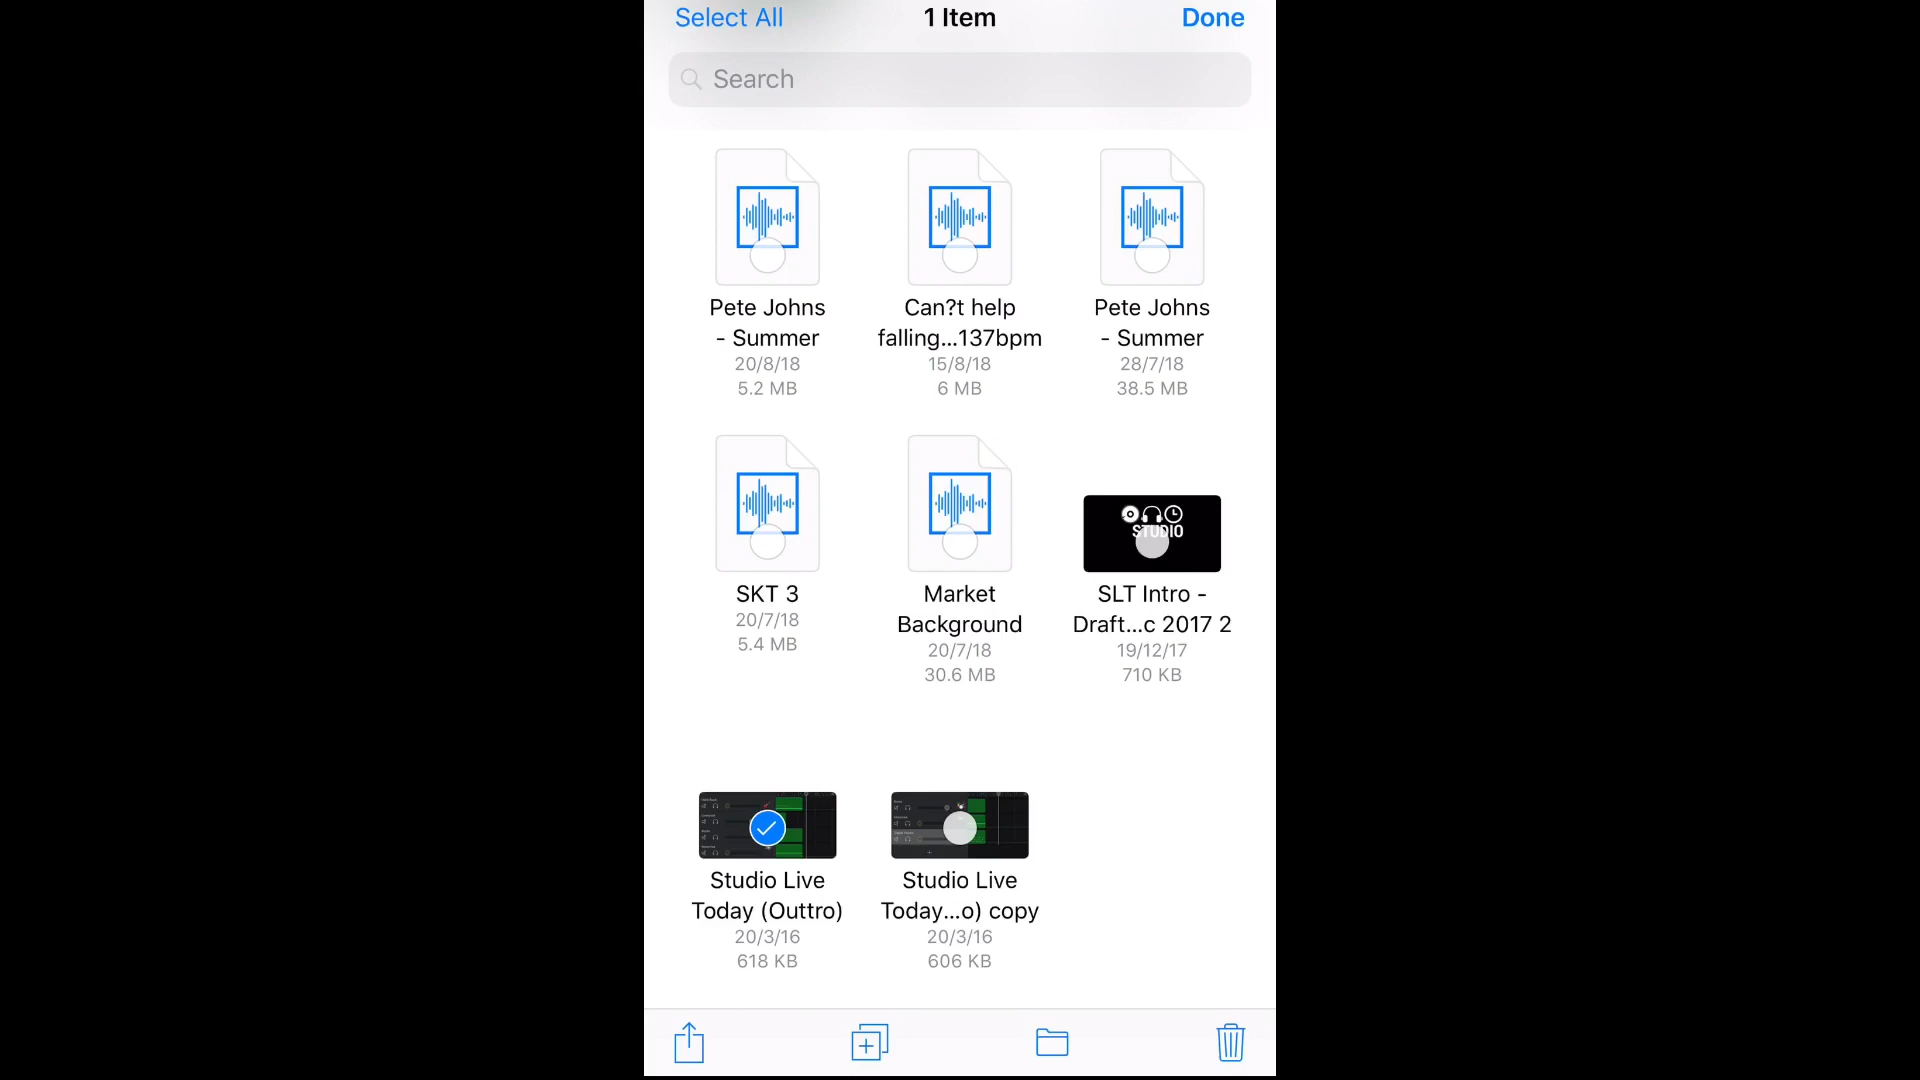 Select All
1 Item
Done
Search
Pete Johns
- Summer
20/8/18
5.2 MB
Can?t help
falling...137bpm
15/8/18
6 MB
Pete Johns
- Summer
28/7/18
38.5 MB
SKT 3
20/7/18
5.4 MB
Market
Background
20/7/18
30.6 MB
STUDIO
SLT Intro -
Draft...c 2017 2
19/12/17
710 KB
Studio Live
Today (Outtro)
20/3/16
618 KB
Studio Live
Today...o) copy
20/3/16
606 KB